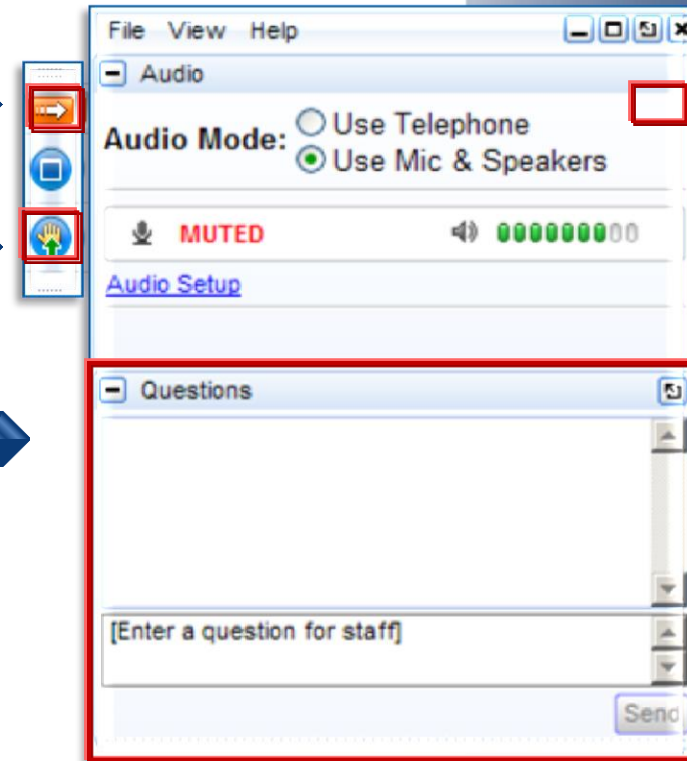 File View Help
Audio
Audio Mode: Use Telephone
Use Mic & Speakers
MUTED
Audio Setup
Questions
[Enter a question for staff]
Send